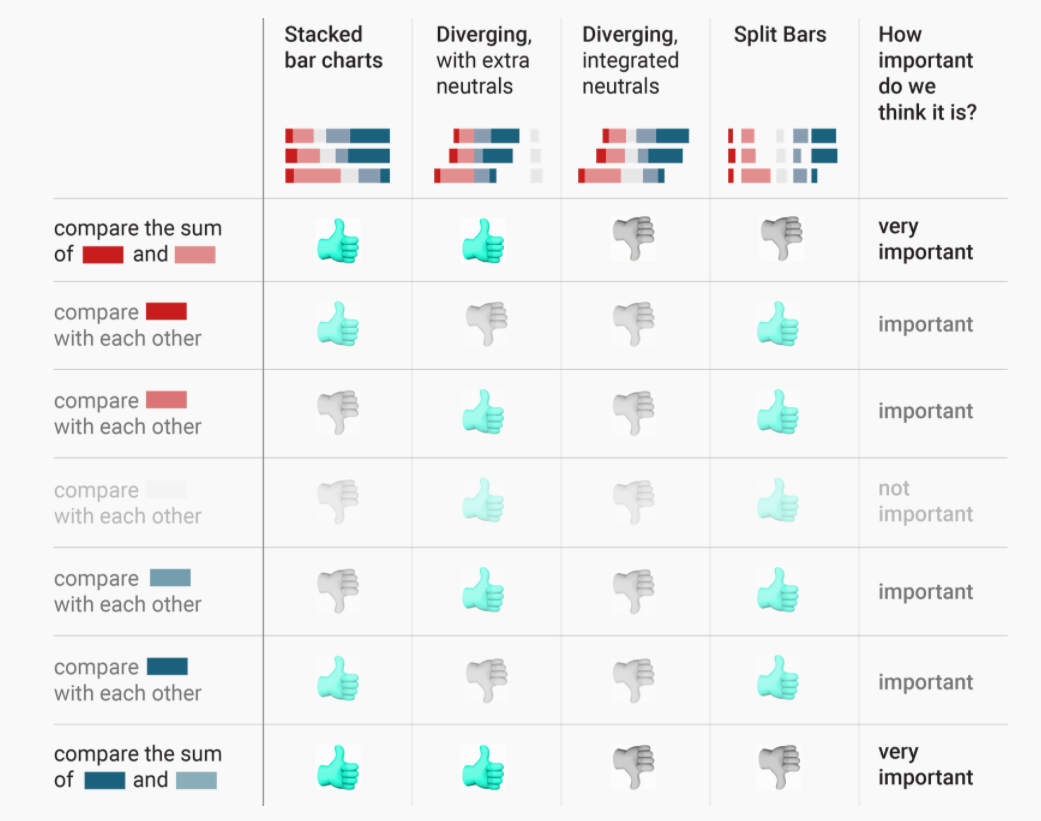 Stacked
bar charts
Diverging,
with extra
neutrals
Diverging,
integrated
neutrals
Split Bars
How
important
do we
think it is?
compare the sum
of and
very
important
compare
with each other
important
compare
with each other
important
compare
with each other
not
important
compare
with each other
important
compare
with each other
important
compare the sum
of and
very
important